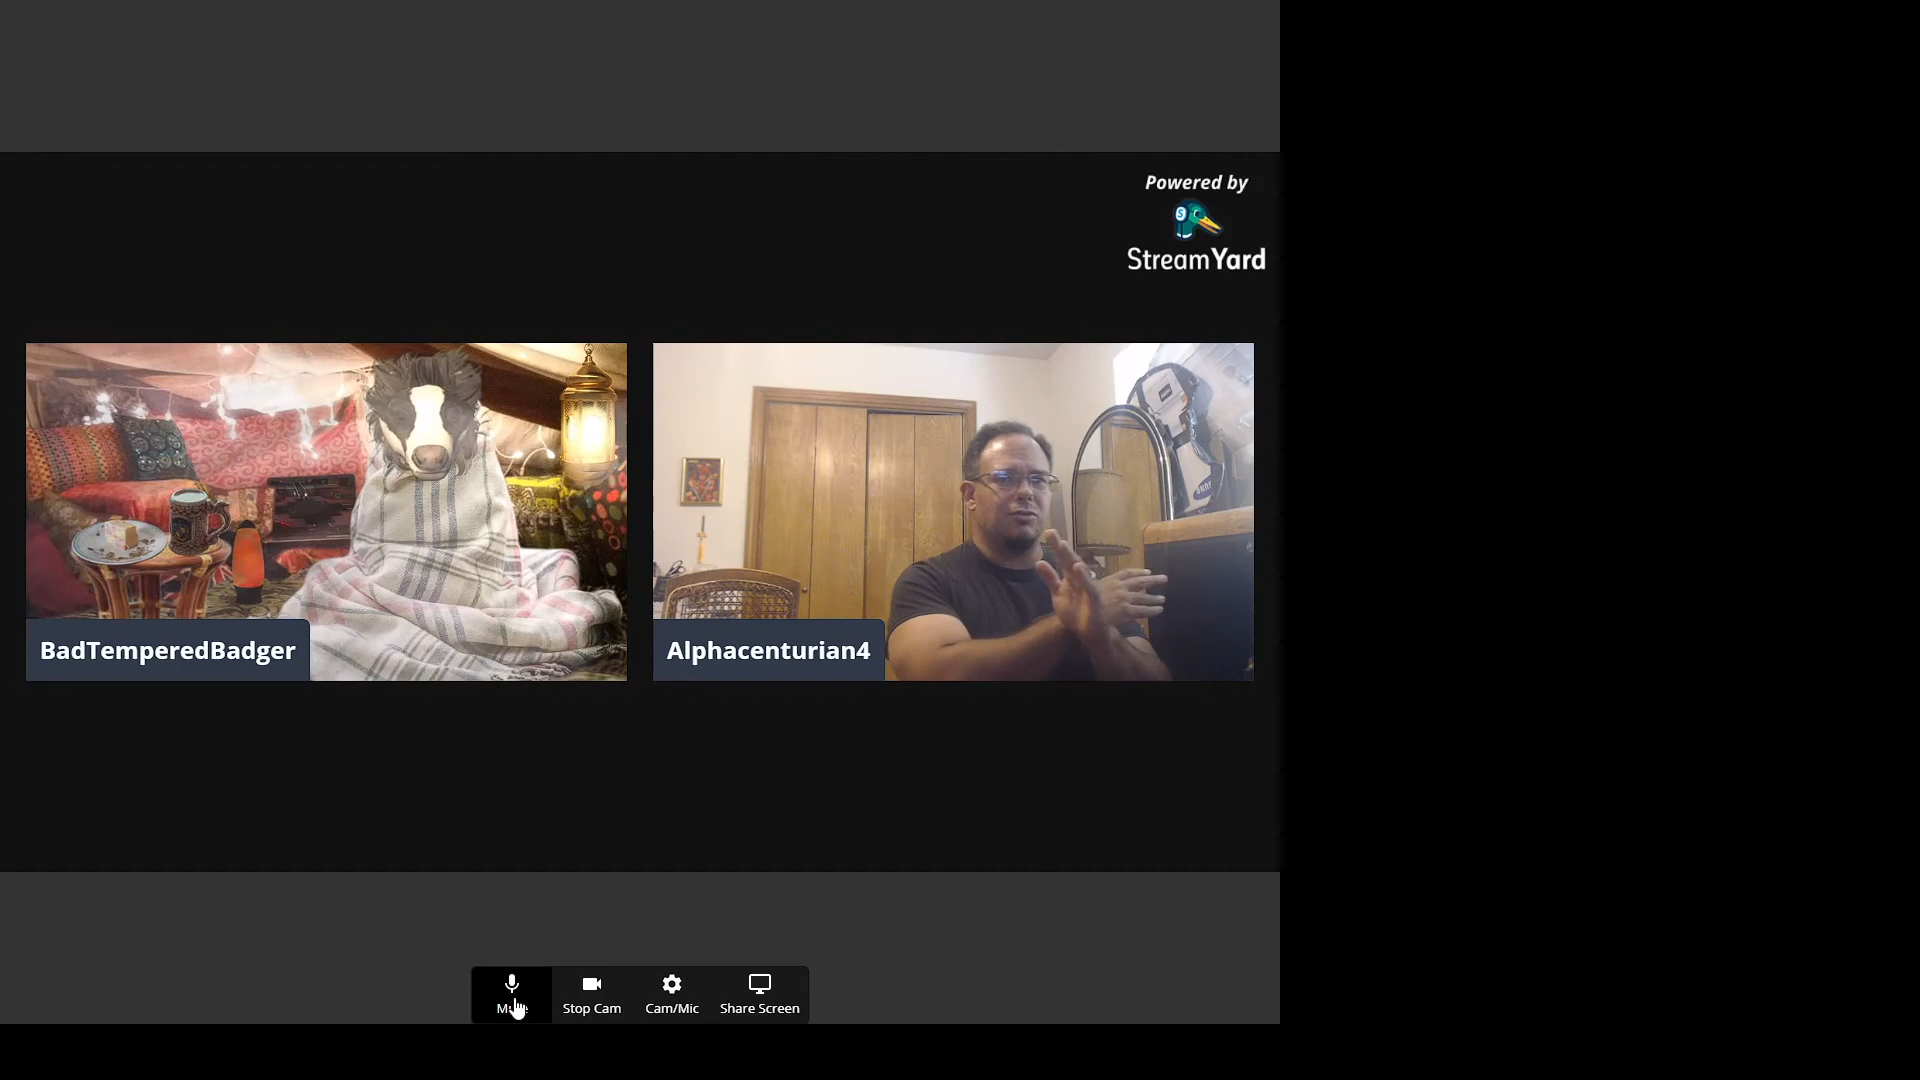 Powered by
StreamYard
BadTemperedBadger
Alphacenturian4
Stop Cam
Cam/Mic
Share Screen